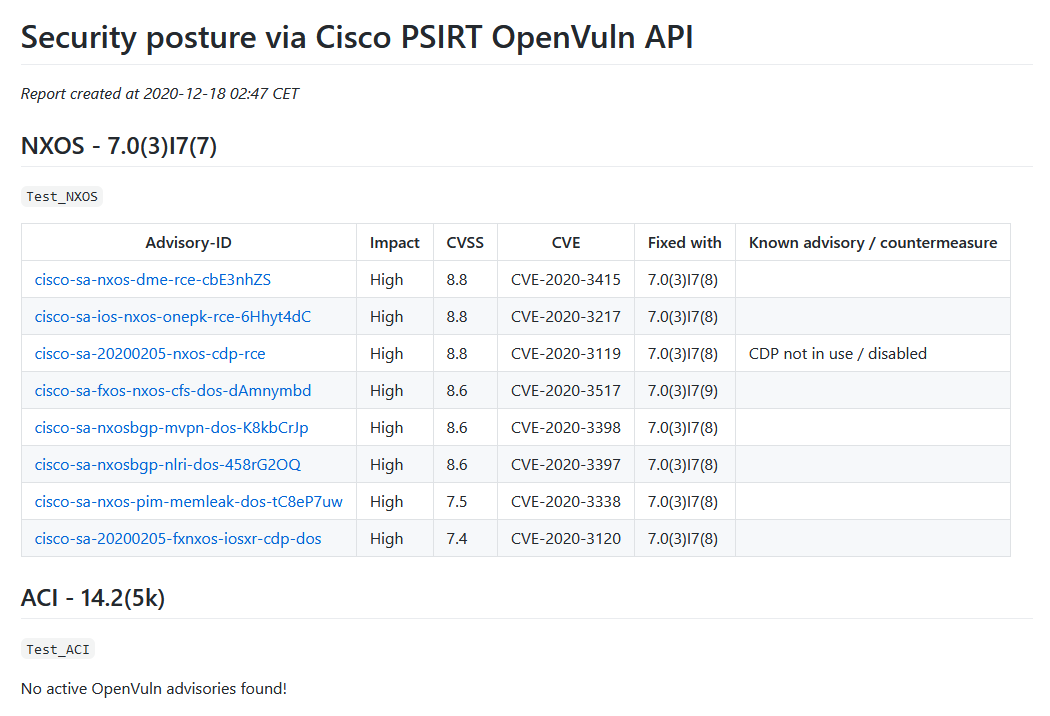 Security posture via Cisco PSIRT OpenVuln API
Report created at 2020-12-18 02:47 CET
NXOS - 7.0(3)I7(7)
Test_NXOS
Advisory-ID Impact CVSS CVE Fixed with Known advisory / countermeasure
cisco-sa-nxos-dme-rce-cbE3nhZS High 8.8 CVE-2020-3415 7.0(3)I7(8)
cisco-sa-ios-nxos-onepk-rce-6Hhyt4dC High 8.8 CVE-2020-3217 7.0(3)I7(8)
cisco-sa-20200205-nxos-cdp-rce High 8.8 CVE-2020-3119 7.0(3)I7(8) CDP not in use / disabled
cisco-sa-fxos-nxos-cfs-dos-dAmnymbd High 8.6 CVE-2020-3517 7.0(3)I7(9)
cisco-sa-nxosbgp-mvpn-dos-K8kbCrJp High 8.6 CVE-2020-3398 7.0(3)I7(8)
cisco-sa-nxosbgp-nlri-dos-458rG2OQ High 8.6 CVE-2020-3397 7.0(3)I7(8)
cisco-sa-nxos-pim-memleak-dos-tC8eP7uw High 7.5 CVE-2020-3338 7.0(3)I7(8)
cisco-sa-20200205-fxnxos-iosxr-cdp-dos High 7.4 CVE-2020-3120 7.0(3)I7(8)
ACI - 14.2(5k)
Test_ACI
No active OpenVuln advisories found!